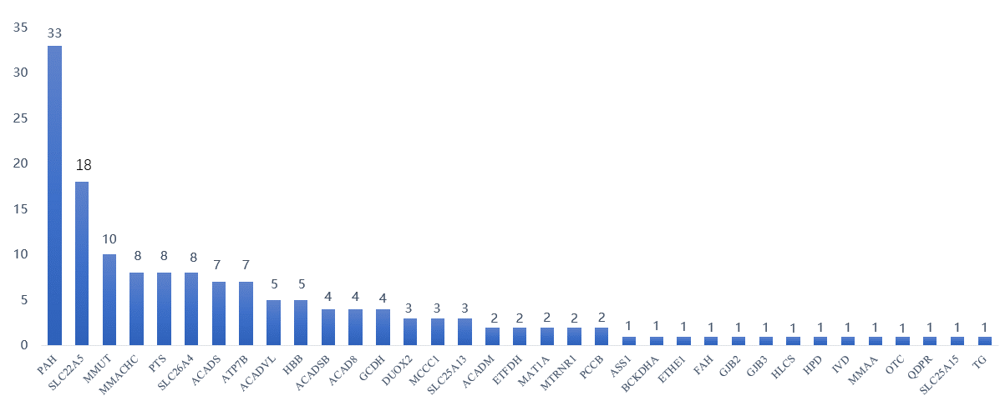 35
30
25
20
15
10
5
0
33
18
10
8
8
8
7
7
5
5
4
4
4
3
3
3
2
2
2
2
2
1
1
1
1
1
1
1
1
1
1
1
1
1
1
PAH
SLC22A5
MMUT
MMACHC
PTS
SLC26A4
ACADS
ATP7B
ACADVL
HBB
ACADSB
ACAD8
GCDH
DUOX2
MCCC1
SLC25A13
ACADM
ETFDH
MAT1A
MTRNR1
PCCB
ASS1
BCKDHA
ETHE1
FAH
GJB2
GJB3
HLCS
HPD
IVD
MMAA
OTC
QDPR
SLC25A15
TG